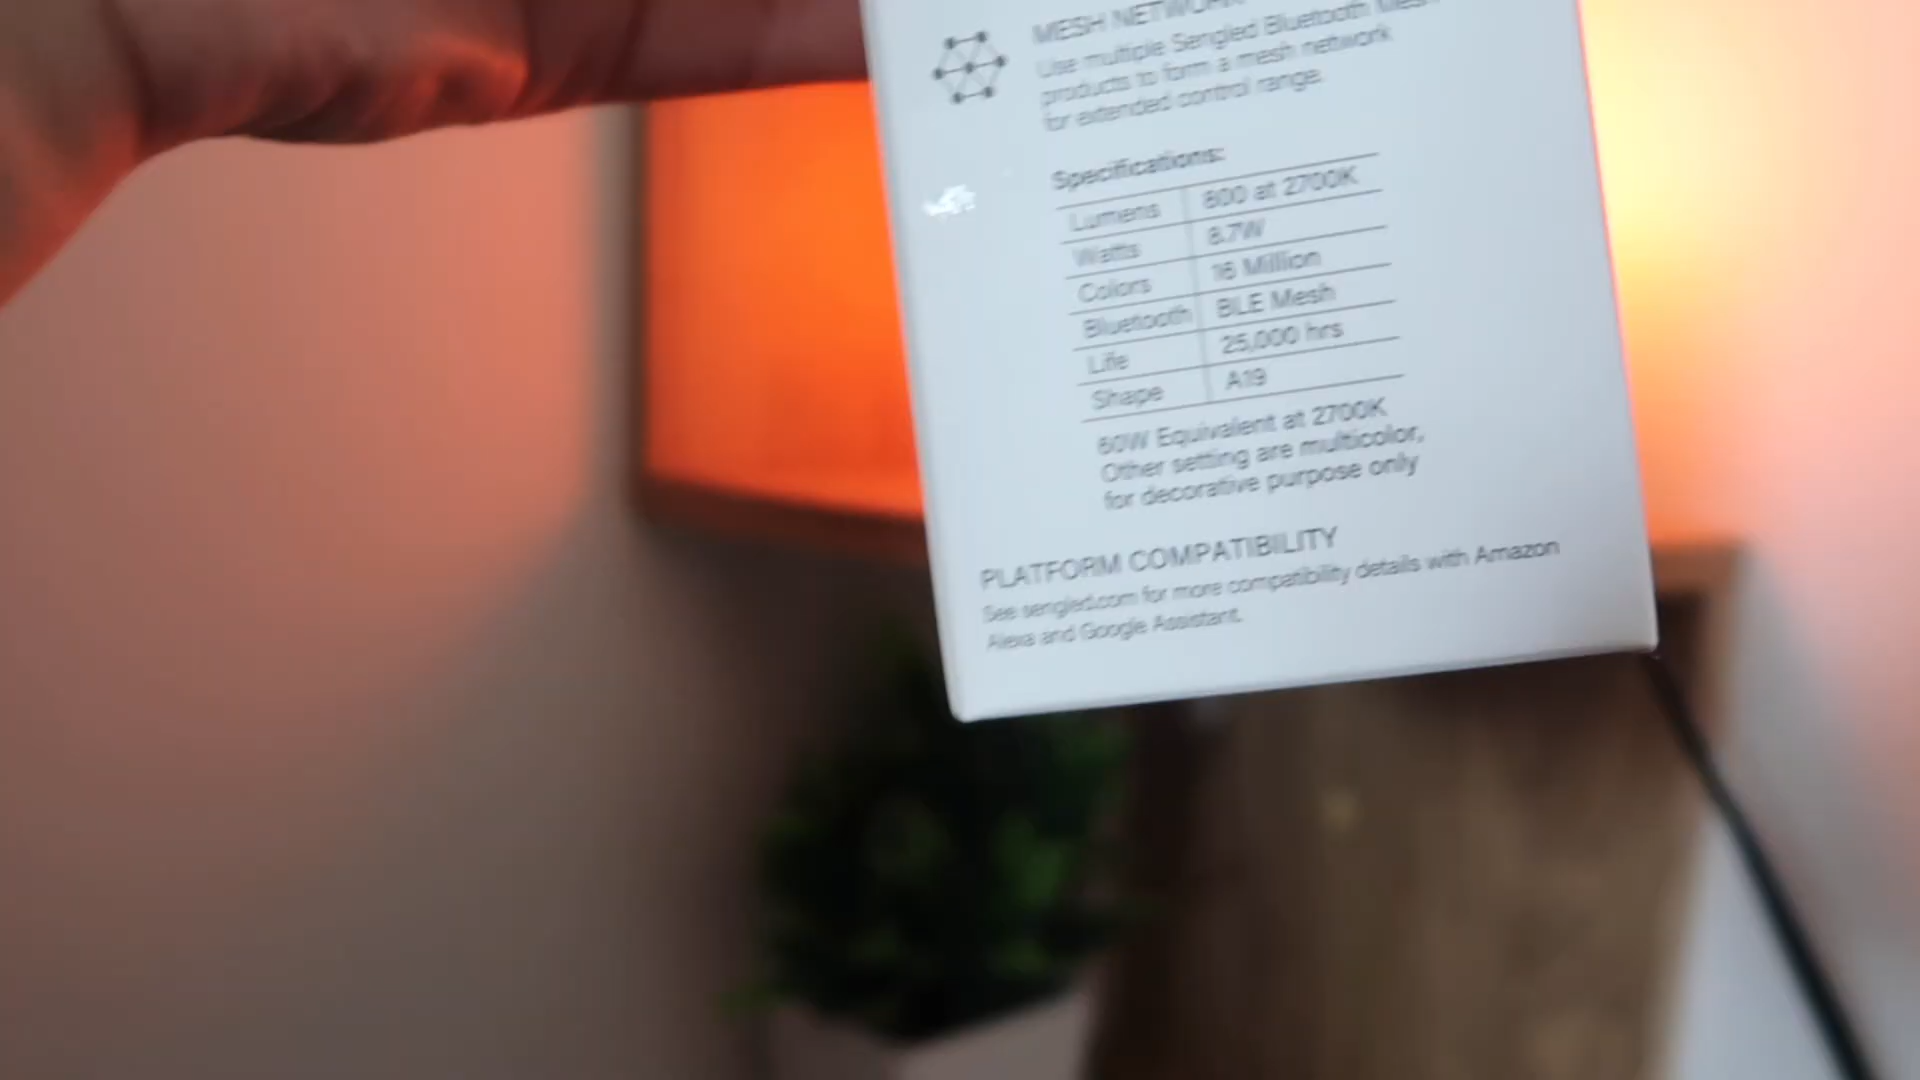 MESH NETWORK
Use multiple Sengled Bluetooth Mesh
products to form a mesh network
for extended control range.
Specifications:
Lumens 800 at 2700K
Watts 8.7W
Colors 16 Million
Bluetooth BLE Mesh
Life 25,000 hrs
Shape A19
60W Equivalent at 2700K
Other setting are multicolor,
for decorative purpose only
PLATFORM COMPATIBILITY
See sengled.com for more compatibility details with Amazon
Alexa and Google Assistant.